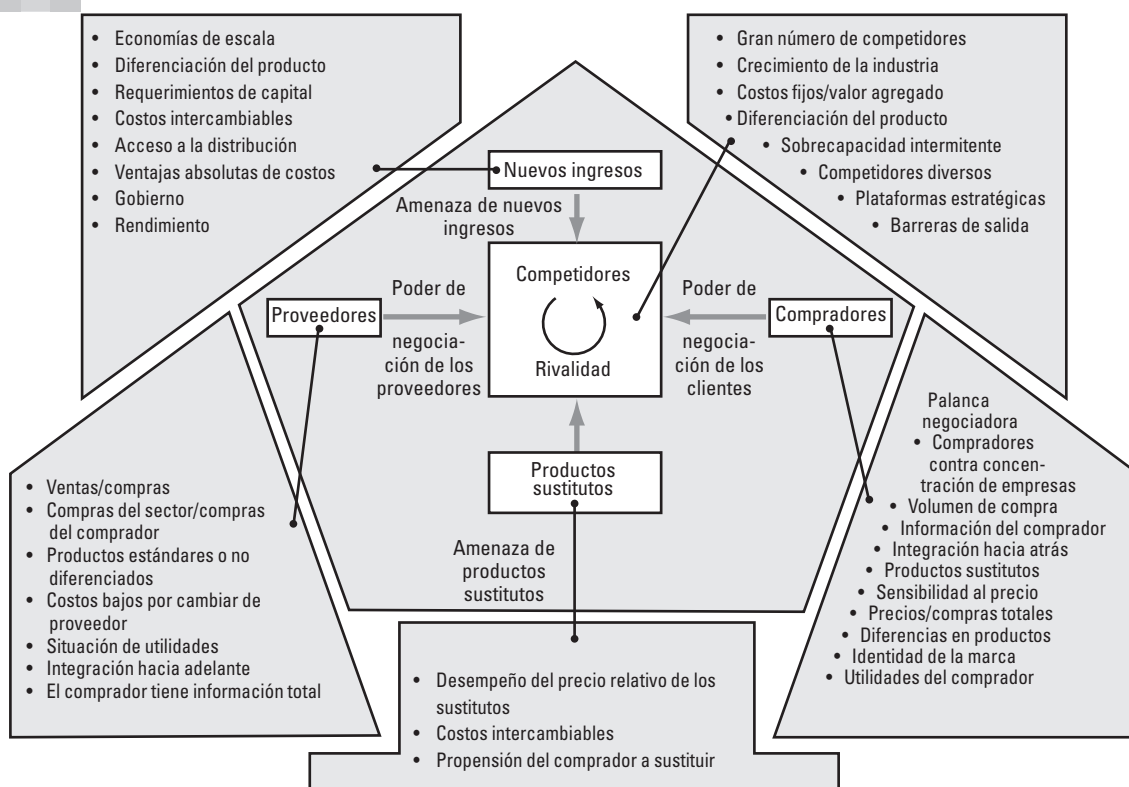 • Economías de escala
• Diferenciación del producto
• Requerimientos de capital
• Costos intercambiables
• Acceso a la distribución
• Ventajas absolutas de costos
• Gobierno
• Rendimiento
• Gran número de competidores
• Crecimiento de la industria
• Costos fijos/valor agregado
• Diferenciación del producto
• Sobrecapacidad intermitente
• Competidores diversos
• Plataformas estratégicas
• Barreras de salida
Nuevos ingresos
Amenaza de nuevos
ingresos
Competidores
Rivalidad
Proveedores
Poder de
negocia-
ción de los
proveedores
Compradores
Poder de
negocia-
ción de los
clientes
Productos
sustitutos
Amenaza de
productos
sustitutos
• Ventas/compras
• Compras del sector/compras
del comprador
• Productos estándares o no
diferenciados
• Costos bajos por cambiar de
proveedor
• Situación de utilidades
• Integración hacia adelante
• El comprador tiene información total
Palanca
negociadora
• Compradores
contra concen-
tración de empresas
• Volumen de compra
• Información del comprador
• Integración hacia atrás
• Productos sustitutos
• Sensibilidad al precio
• Precios/compras totales
• Diferencias en productos
• Identidad de la marca
• Utilidades del comprador
• Desempeño del precio relativo de los
sustitutos
• Costos intercambiables
• Propensión del comprador a sustituir